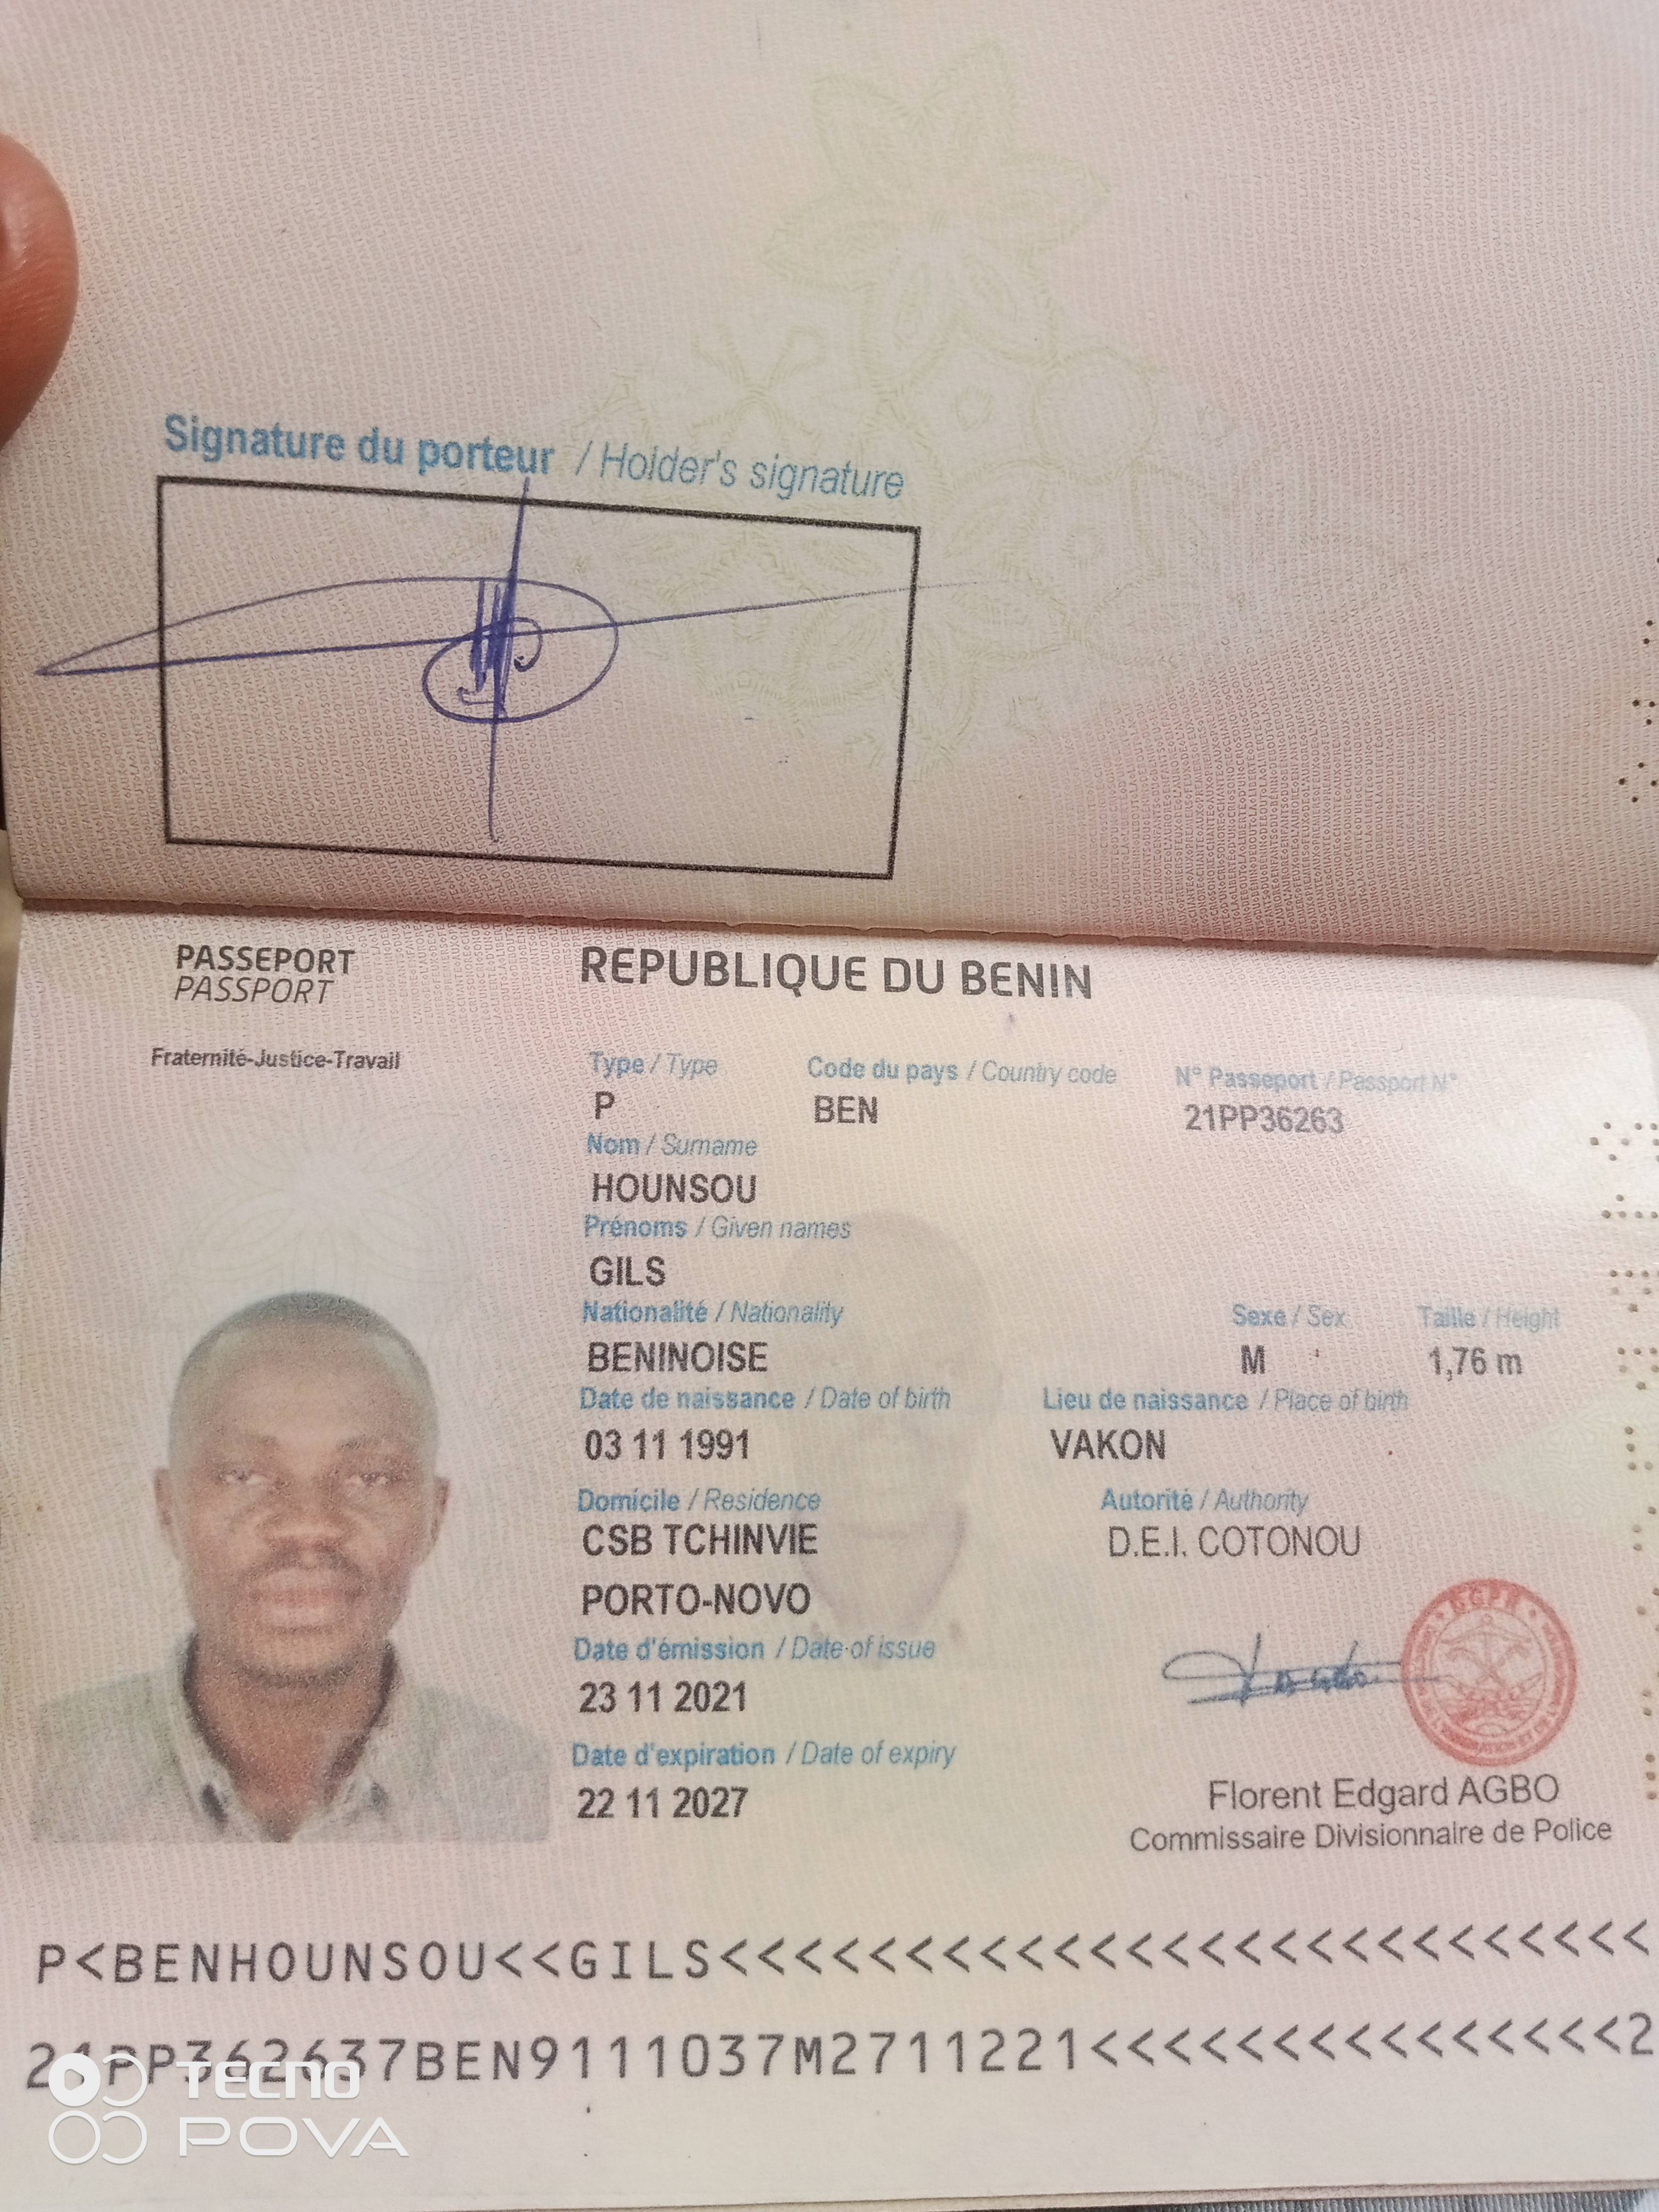 Signature du porteur / Holder's signature
PASSEPORT
PASSPORT
REPUBLIQUE DU BENIN
Fraternité-Justice-Travail
Type / Type
Code du pays / Country code
N° Passeport / Passport N°
P
BEN
21PP36263
Nom / Surname
HOUNSOU
Prénoms / Given names
GILS
Nationalité / Nationality
Sexe / Sex
Taille / Height
BENINOISE
M
1,76 m
Date de naissance / Date of birth
Lieu de naissance / Place of birth
03 11 1991
VAKON
Domicile / Residence
Autorité / Authority
CSB TCHINVIE
D.E.I. COTONOU
PORTO-NOVO
Date d'émission / Date of issue
23 11 2021
Date d'expiration / Date of expiry
22 11 2027
Florent Edgard AGBO
Commissaire Divisionnaire de Police
P<BENHOUNSOU<<GILS<<<<<<<<<<<<<<<<<<<<<<<<<<
21PP362637BEN9111037M2711221<<<<<<<<<<<<<<<2
TECNO
POVA